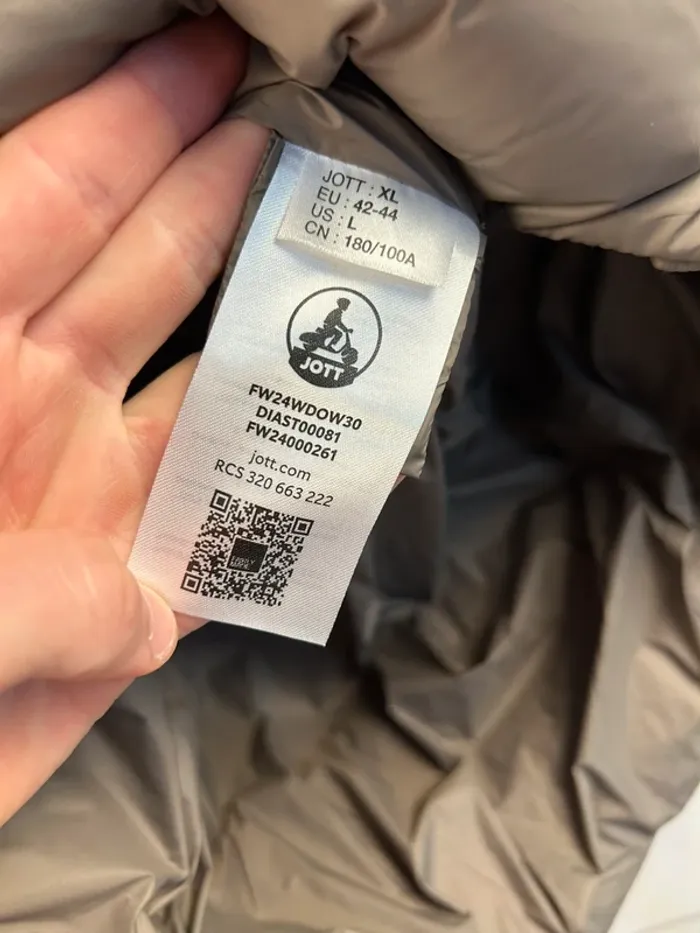 JOTT : XL
EU : 42-44
US : L
CN : 180/100A
JOTT
FW24WDOW30
DIAST00081
FW24000261
jott.com
RCS 320 663 222